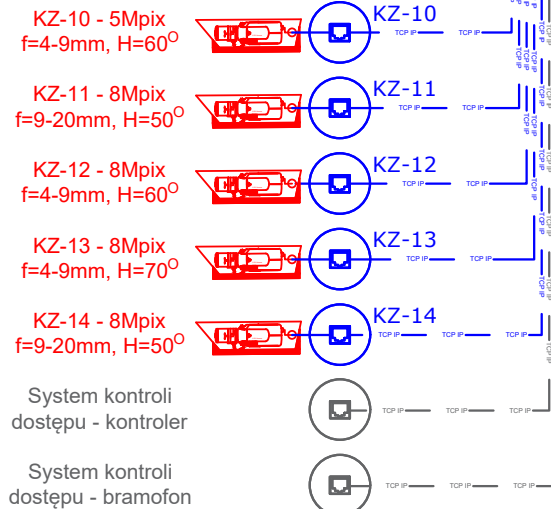 KZ-10 - 5Mpix
f=4-9mm, H=60O
KZ-10
TCP IP TCP IP
KZ-11 - 8Mpix
f=9-20mm, H=50O
KZ-11
TCP IP TCP IP
KZ-12 - 8Mpix
f=4-9mm, H=60O
KZ-12
TCP IP TCP IP
KZ-13 - 8Mpix
f=4-9mm, H=70O
KZ-13
TCP IP TCP IP
KZ-14 - 8Mpix
f=9-20mm, H=50O
KZ-14
TCP IP TCP IP
System kontroli
dostępu - kontroler
TCP IP TCP IP
System kontroli
dostępu - bramofon
TCP IP TCP IP TCP IP